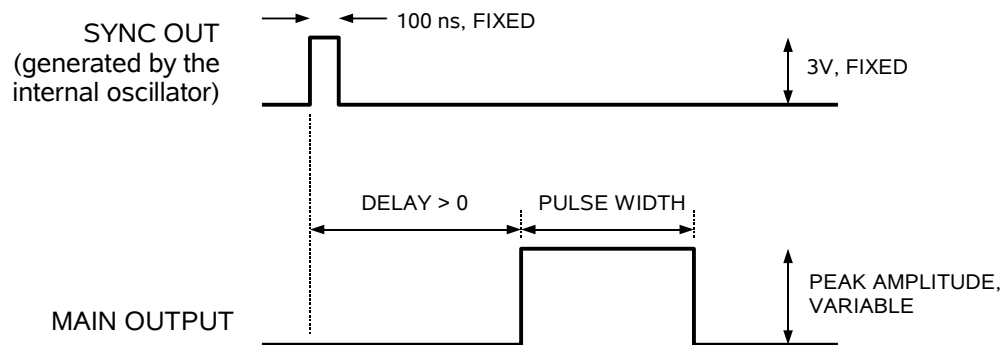 100 ns, FIXED
SYNC OUT
(generated by the
internal oscillator)
3V, FIXED
DELAY > 0
PULSE WIDTH
PEAK AMPLITUDE,
VARIABLE
MAIN OUTPUT